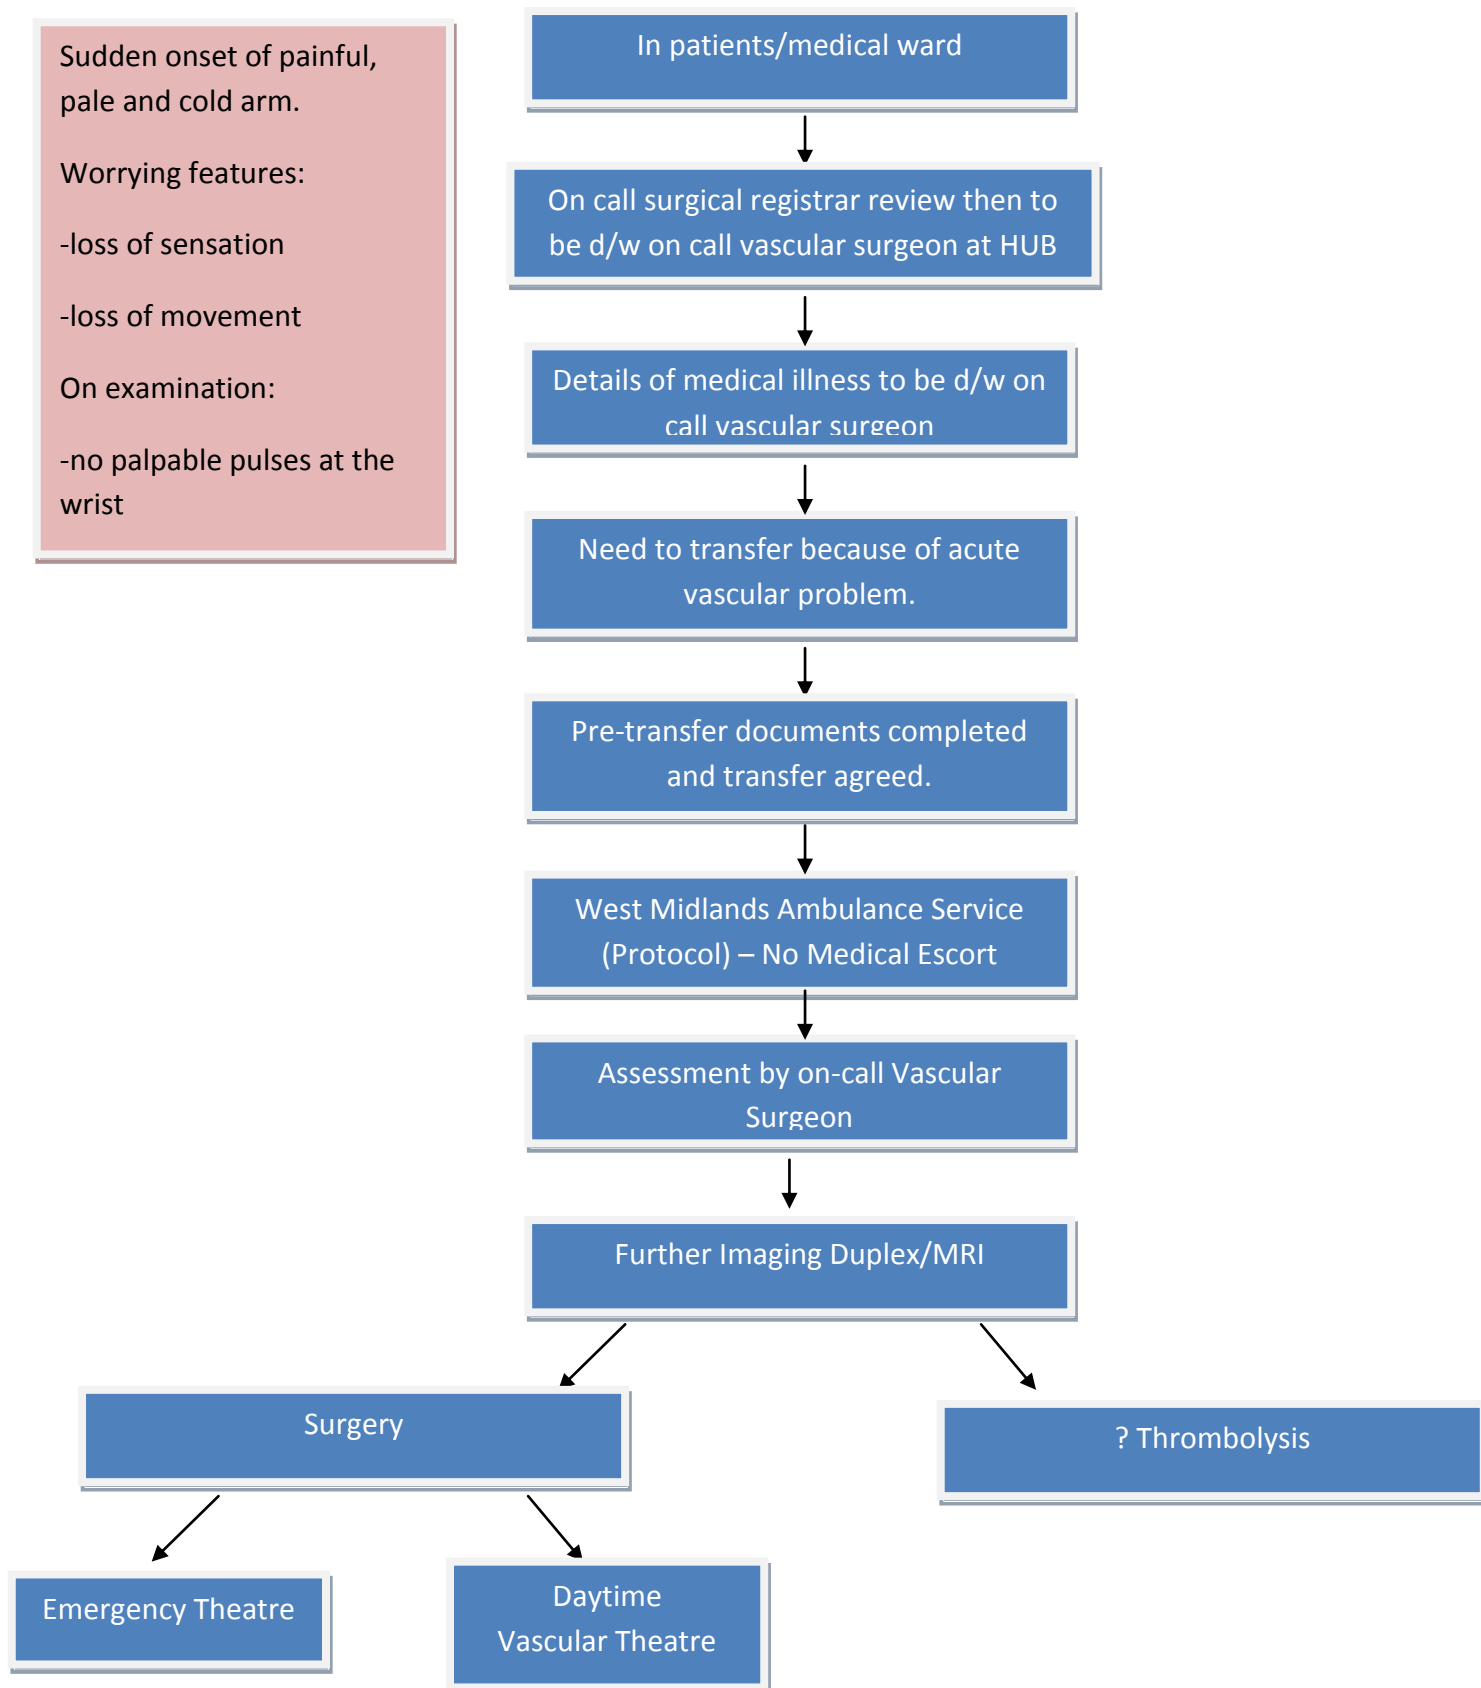 Sudden onset of painful,
pale and cold arm.
Worrying features:
-loss of sensation
-loss of movement
On examination:
-no palpable pulses at the
wrist
In patients/medical ward
On call surgical registrar review then to
be d/w on call vascular surgeon at HUB
Details of medical illness to be d/w on
call vascular surgeon
Need to transfer because of acute
vascular problem.
Pre-transfer documents completed
and transfer agreed.
West Midlands Ambulance Service
(Protocol) – No Medical Escort
Assessment by on-call Vascular
Surgeon
Further Imaging Duplex/MRI
Surgery
? Thrombolysis
Emergency Theatre
Daytime
Vascular Theatre